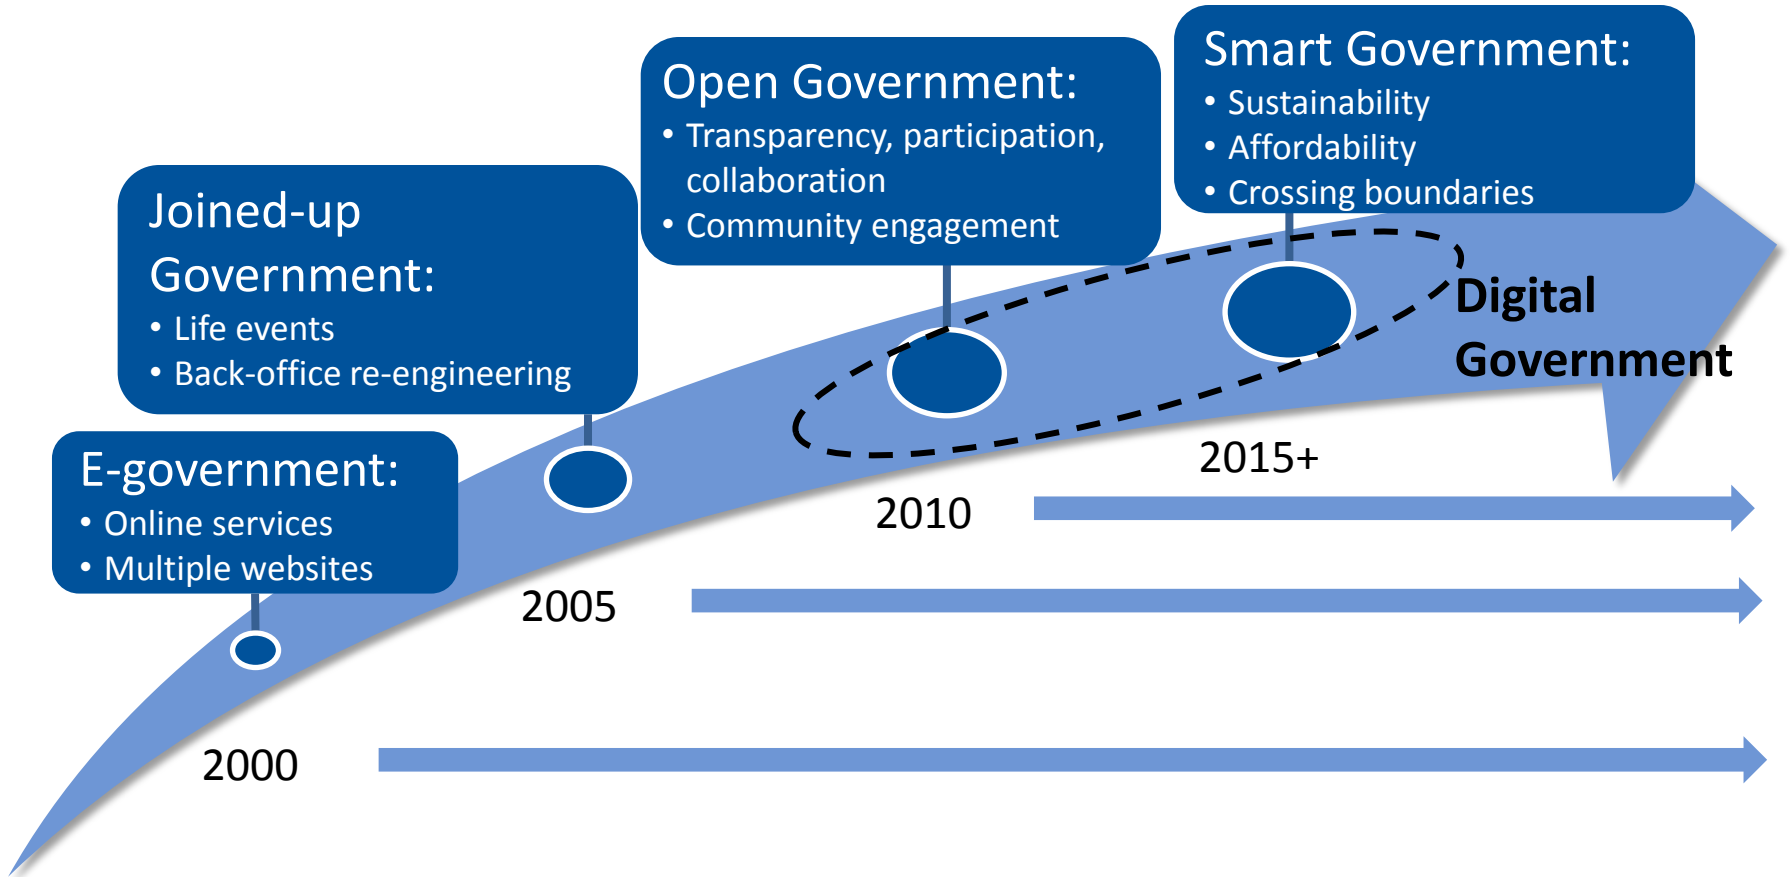 E-government:
• Online services
• Multiple websites
2000
Joined-up
Government:
• Life events
• Back-office re-engineering
2005
Open Government:
• Transparency, participation,
collaboration
• Community engagement
2010
Smart Government:
• Sustainability
• Affordability
• Crossing boundaries
2015+
Digital
Government